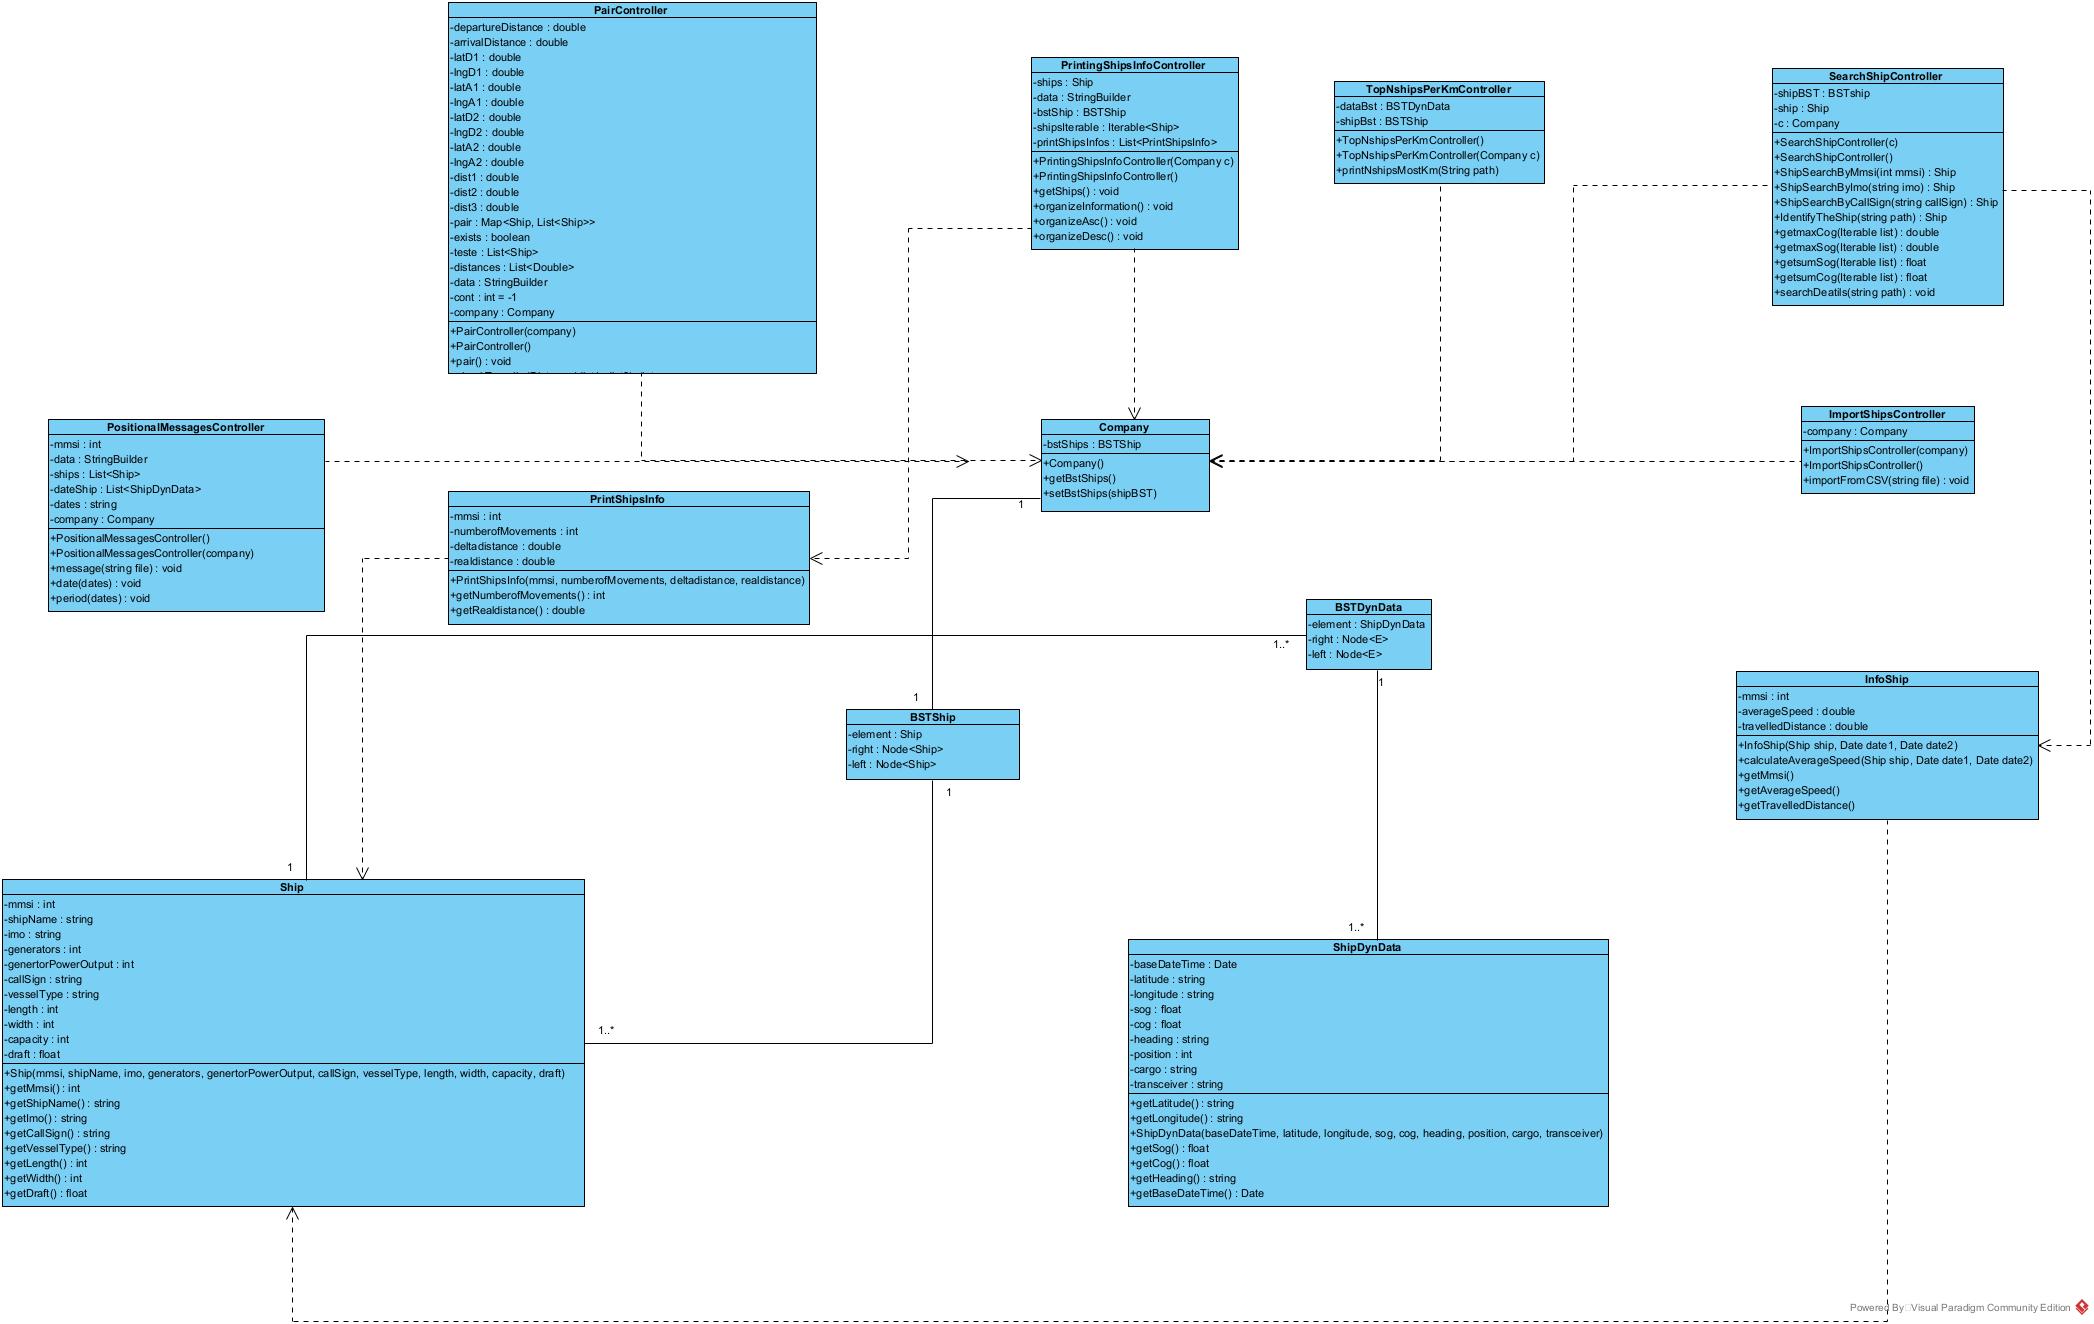 PairController
-departureDistance : double
-arrivalDistance : double
-latD1 : double
-lngD1 : double
-latA1 : double
-lngA1 : double
-latD2 : double
-lngD2 : double
-latA2 : double
-lngA2 : double
-dist1 : double
-dist2 : double
-dist3 : double
-pair : Map<Ship, List<Ship>>
-exists : boolean
-teste : List<Ship>
-distances : List<Double>
-data : StringBuilder
-cont : int = -1
-company : Company
+PairController(company)
+PairController()
+pair() : void
PrintingShipsInfoController
-ships : Ship
-data : StringBuilder
-bstShip : BSTShip
-shipsIterable : Iterable<Ship>
-printShipsInfos : List<PrintShipsInfo>
+PrintingShipsInfoController(Company c)
+PrintingShipsInfoController()
+getShips() : void
+organizeInformation() : void
+organizeAsc() : void
+organizeDesc() : void
TopNshipsPerKmController
-dataBst : BSTDynData
-shipBst : BSTShip
+TopNshipsPerKmController()
+TopNshipsPerKmController(Company c)
+printNshipsMostKm(String path)
SearchShipController
-shipBST : BSTship
-ship : Ship
-c : Company
+SearchShipController(c)
+SearchShipController()
+ShipSearchByMmsi(int mmsi) : Ship
+ShipSearchByImo(string imo) : Ship
+ShipSearchByCallSign(string callSign) : Ship
+IdentifyTheShip(string path) : Ship
+getmaxCog(Iterable list) : double
+getmaxSog(Iterable list) : double
+getsumSog(Iterable list) : float
+getsumCog(Iterable list) : float
+searchDeatils(string path) : void
PositionalMessagesController
-mmsi : int
-data : StringBuilder
-ships : List<Ship>
-dateShip : List<ShipDynData>
-dates : string
-company : Company
+PositionalMessagesController()
+PositionalMessagesController(company)
+message(string file) : void
+date(dates) : void
+period(dates) : void
Company
-bstShips : BSTShip
+Company()
+getBstShips()
+setBstShips(shipBST)
1
ImportShipsController
-company : Company
+ImportShipsController(company)
+ImportShipsController()
+importFromCSV(string file) : void
PrintShipsInfo
-mmsi : int
-numberofMovements : int
-deltadistance : double
-realdistance : double
+PrintShipsInfo(mmsi, numberofMovements, deltadistance, realdistance)
+getNumberofMovements() : int
+getRealdistance() : double
BSTDynData
-element : ShipDynData
-right : Node<E>
-left : Node<E>
1..*
1
1
BSTShip
-element : Ship
-right : Node<Ship>
-left : Node<Ship>
1
InfoShip
-mmsi : int
-averageSpeed : double
-travelledDistance : double
+InfoShip(Ship ship, Date date1, Date date2)
+calculateAverageSpeed(Ship ship, Date date1, Date date2)
+getMmsi()
+getAverageSpeed()
+getTravelledDistance()
1
Ship
-mmsi : int
-shipName : string
-imo : string
-generators : int
-genertorPowerOutput : int
-callSign : string
-vesselType : string
-length : int
-width : int
-capacity : int
-draft : float
+Ship(mmsi, shipName, imo, generators, genertorPowerOutput, callSign, vesselType, length, width, capacity, draft)
+getMmsi() : int
+getShipName() : string
+getImo() : string
+getCallSign() : string
+getVesselType() : string
+getLength() : int
+getWidth() : int
+getDraft() : float
1..*
1..*
ShipDynData
-baseDateTime : Date
-latitude : string
-longitude : string
-sog : float
-cog : float
-heading : string
-position : int
-cargo : string
-transceiver : string
+getLatitude() : string
+getLongitude() : string
+ShipDynData(baseDateTime, latitude, longitude, sog, cog, heading, position, cargo, transceiver)
+getSog() : float
+getCog() : float
+getHeading() : string
+getBaseDateTime() : Date
Powered By Visual Paradigm Community Edition